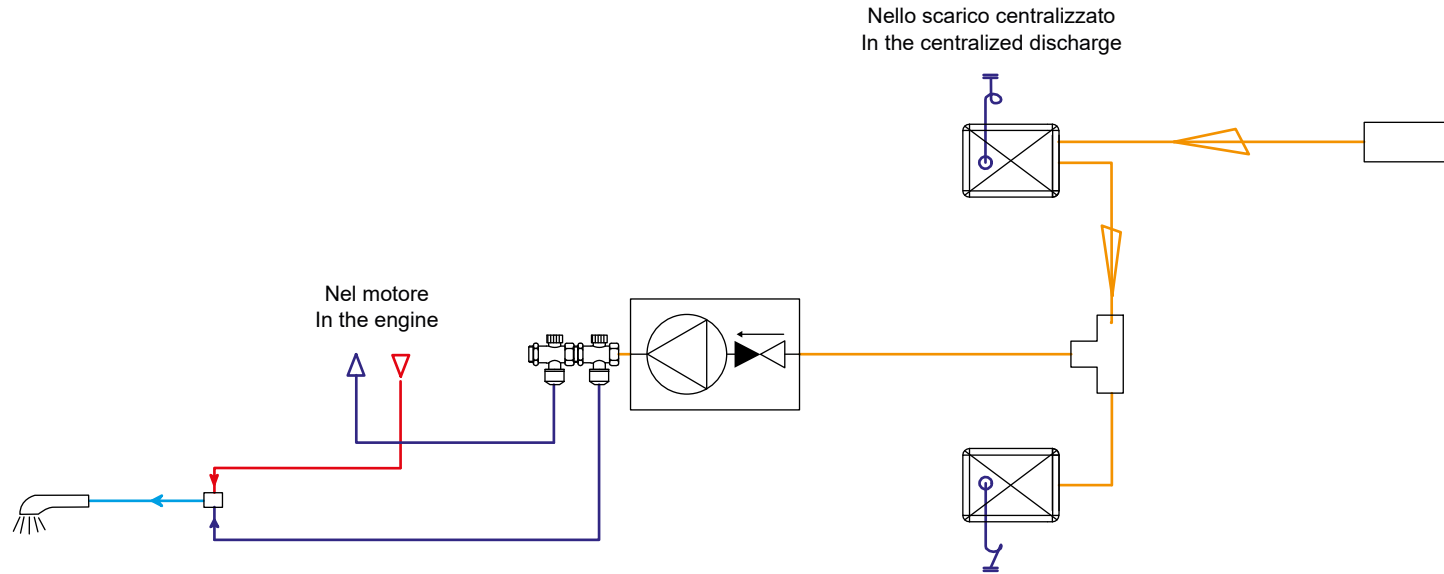 Nello scarico centralizzato
In the centralized discharge
Nel motore
In the engine